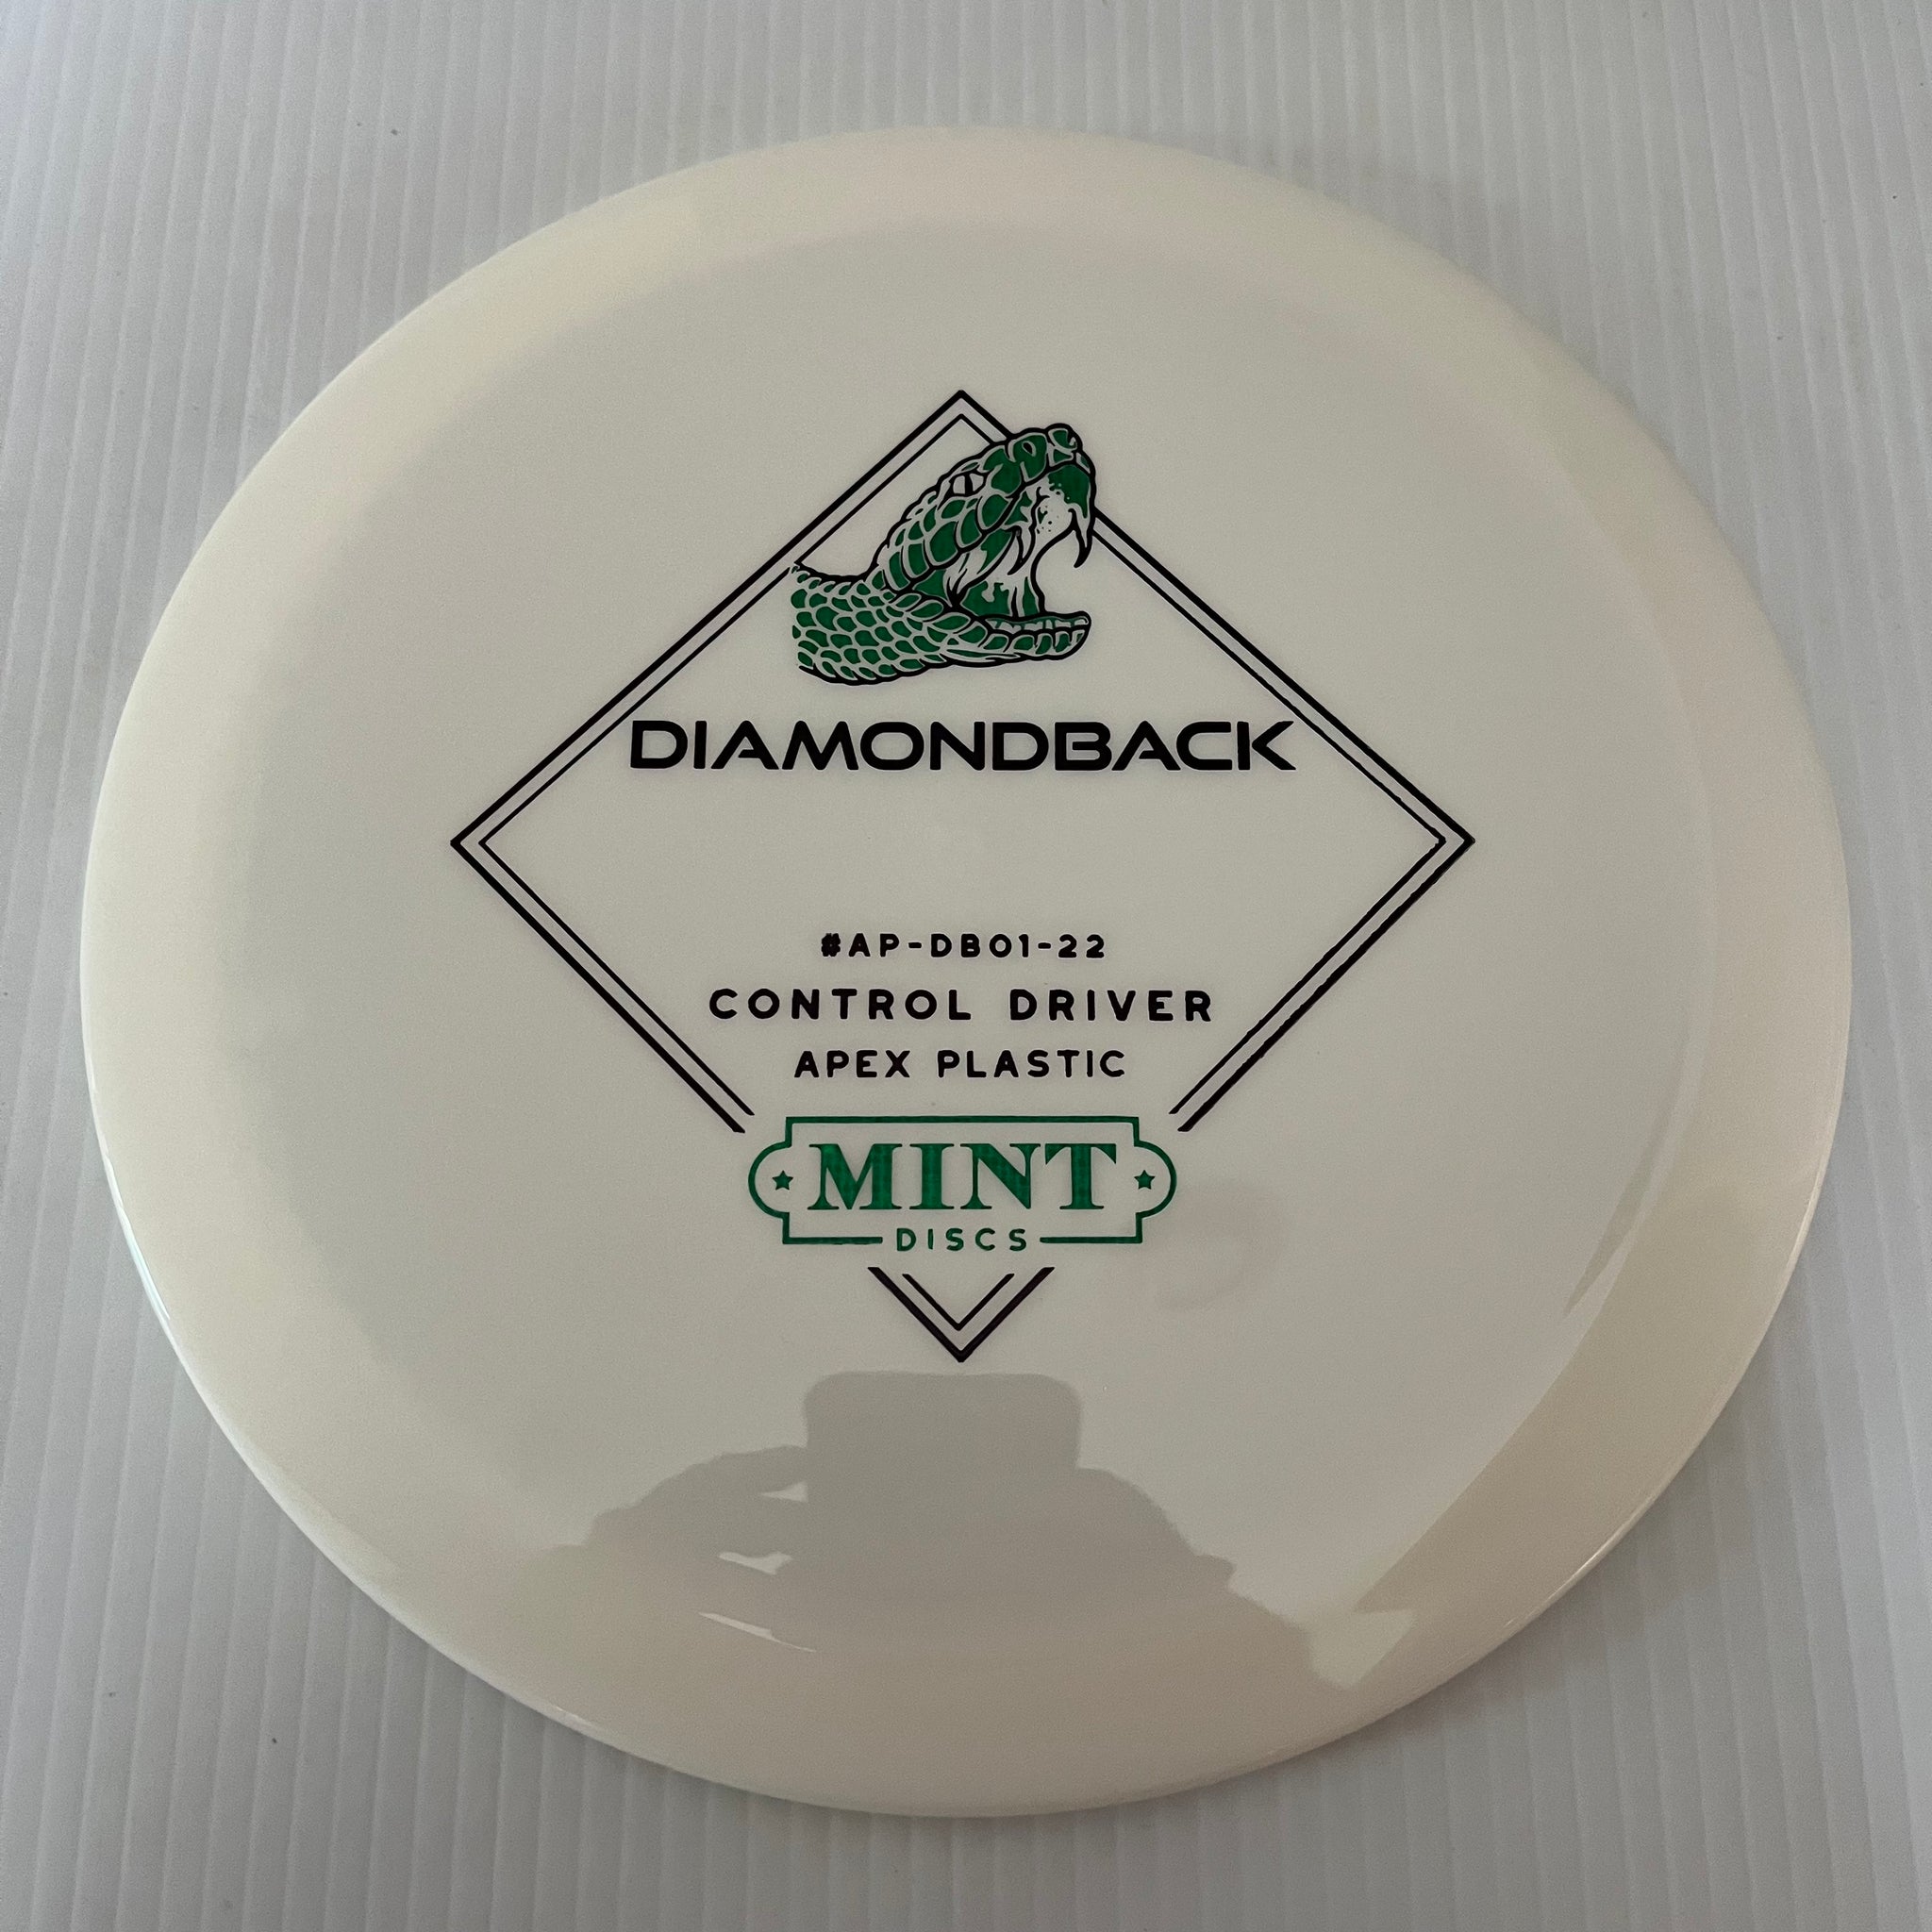 DIAMONDBACK
#AP-DB01-22
CONTROL DRIVER
APEX PLASTIC
MINT
DISCS